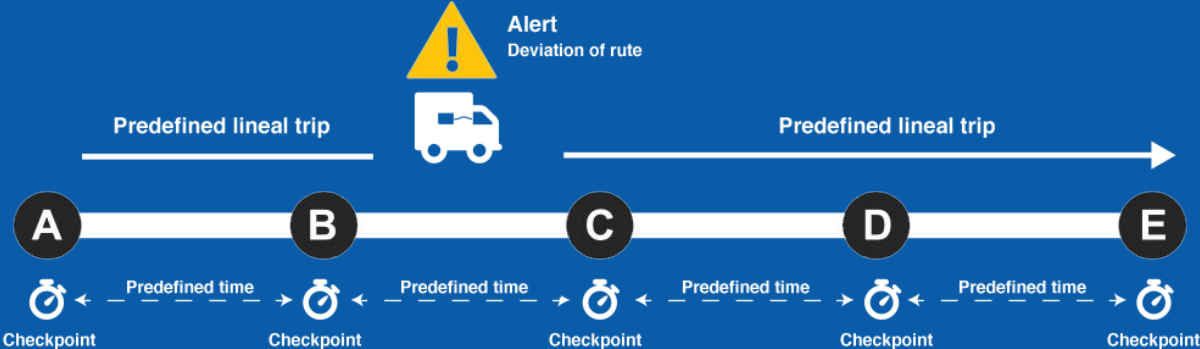 Alert
Deviation of rute
Predefined lineal trip
Predefined lineal trip
A
B
C
D
E
Predefined time
Predefined time
Predefined time
Predefined time
Checkpoint
Checkpoint
Checkpoint
Checkpoint
Checkpoint